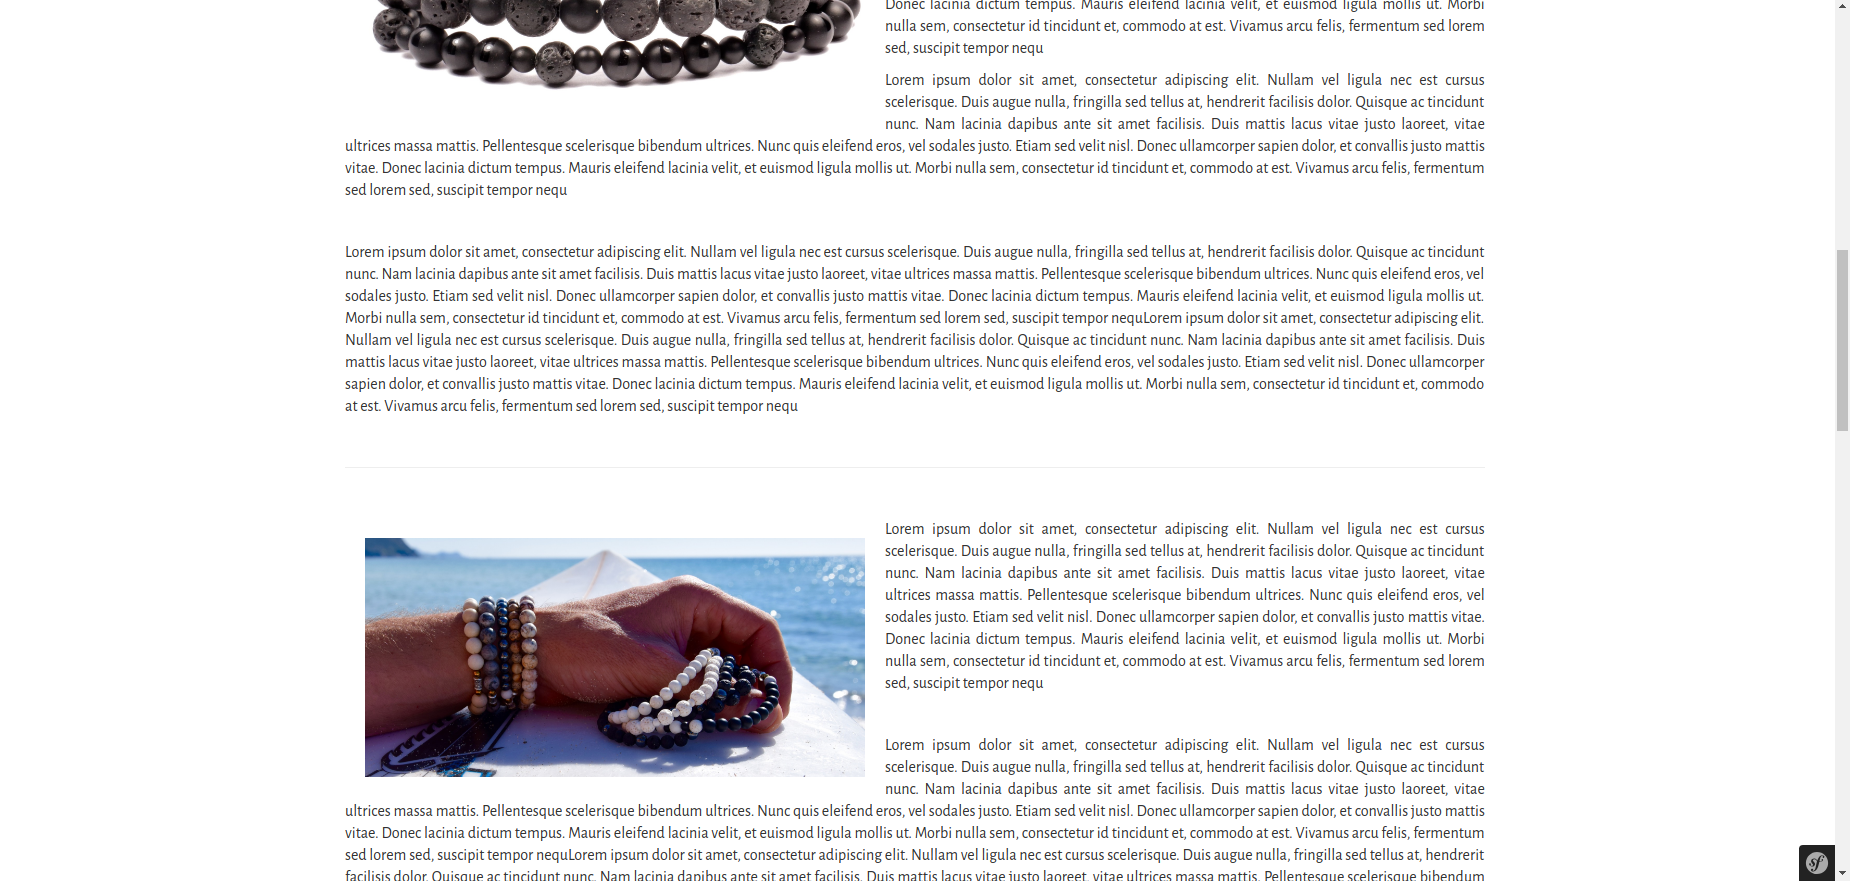 Donec lacinia dictum tempus. Mauris eleifend lacinia velit, et euismod ligula mollis ut. Morbi
nulla sem, consectetur id tincidunt et, commodo at est. Vivamus arcu felis, fermentum sed lorem
sed, suscipit tempor nequ
Lorem ipsum dolor sit amet, consectetur adipiscing elit. Nullam vel ligula nec est cursus
scelerisque. Duis augue nulla, fringilla sed tellus at, hendrerit facilisis dolor. Quisque ac tincidunt
nunc. Nam lacinia dapibus ante sit amet facilisis. Duis mattis lacus vitae justo laoreet, vitae
ultrices massa mattis. Pellentesque scelerisque bibendum ultrices. Nunc quis eleifend eros, vel sodales justo. Etiam sed velit nisl. Donec ullamcorper sapien dolor, et convallis justo mattis
vitae. Donec lacinia dictum tempus. Mauris eleifend lacinia velit, et euismod ligula mollis ut. Morbi nulla sem, consectetur id tincidunt et, commodo at est. Vivamus arcu felis, fermentum
sed lorem sed, suscipit tempor nequ
Lorem ipsum dolor sit amet, consectetur adipiscing elit. Nullam vel ligula nec est cursus scelerisque. Duis augue nulla, fringilla sed tellus at, hendrerit facilisis dolor. Quisque ac tincidunt
nunc. Nam lacinia dapibus ante sit amet facilisis. Duis mattis lacus vitae justo laoreet, vitae ultrices massa mattis. Pellentesque scelerisque bibendum ultrices. Nunc quis eleifend eros, vel
sodales justo. Etiam sed velit nisl. Donec ullamcorper sapien dolor, et convallis justo mattis vitae. Donec lacinia dictum tempus. Mauris eleifend lacinia velit, et euismod ligula mollis ut.
Morbi nulla sem, consectetur id tincidunt et, commodo at est. Vivamus arcu felis, fermentum sed lorem sed, suscipit tempor nequLorem ipsum dolor sit amet, consectetur adipiscing elit.
Nullam vel ligula nec est cursus scelerisque. Duis augue nulla, fringilla sed tellus at, hendrerit facilisis dolor. Quisque ac tincidunt nunc. Nam lacinia dapibus ante sit amet facilisis. Duis
mattis lacus vitae justo laoreet, vitae ultrices massa mattis. Pellentesque scelerisque bibendum ultrices. Nunc quis eleifend eros, vel sodales justo. Etiam sed velit nisl. Donec ullamcorper
sapien dolor, et convallis justo mattis vitae. Donec lacinia dictum tempus. Mauris eleifend lacinia velit, et euismod ligula mollis ut. Morbi nulla sem, consectetur id tincidunt et, commodo
at est. Vivamus arcu felis, fermentum sed lorem sed, suscipit tempor nequ
Lorem ipsum dolor sit amet, consectetur adipiscing elit. Nullam vel ligula nec est cursus
scelerisque. Duis augue nulla, fringilla sed tellus at, hendrerit facilisis dolor. Quisque ac tincidunt
nunc. Nam lacinia dapibus ante sit amet facilisis. Duis mattis lacus vitae justo laoreet, vitae
ultrices massa mattis. Pellentesque scelerisque bibendum ultrices. Nunc quis eleifend eros, vel
sodales justo. Etiam sed velit nisl. Donec ullamcorper sapien dolor, et convallis justo mattis vitae.
Donec lacinia dictum tempus. Mauris eleifend lacinia velit, et euismod ligula mollis ut. Morbi
nulla sem, consectetur id tincidunt et, commodo at est. Vivamus arcu felis, fermentum sed lorem
sed, suscipit tempor nequ
Lorem ipsum dolor sit amet, consectetur adipiscing elit. Nullam vel ligula nec est cursus
scelerisque. Duis augue nulla, fringilla sed tellus at, hendrerit facilisis dolor. Quisque ac tincidunt
nunc. Nam lacinia dapibus ante sit amet facilisis. Duis mattis lacus vitae justo laoreet, vitae
ultrices massa mattis. Pellentesque scelerisque bibendum ultrices. Nunc quis eleifend eros, vel sodales justo. Etiam sed velit nisl. Donec ullamcorper sapien dolor, et convallis justo mattis
vitae. Donec lacinia dictum tempus. Mauris eleifend lacinia velit, et euismod ligula mollis ut. Morbi nulla sem, consectetur id tincidunt et, commodo at est. Vivamus arcu felis, fermentum
sed lorem sed, suscipit tempor nequLorem ipsum dolor sit amet, consectetur adipiscing elit. Nullam vel ligula nec est cursus scelerisque. Duis augue nulla, fringilla sed tellus at, hendrerit
facilisis dolor. Quisque ac tincidunt nunc. Nam lacinia dapibus ante sit amet facilisis. Duis mattis lacus vitae justo laoreet, vitae ultrices massa mattis. Pellentesque scelerisque bibendum
sf